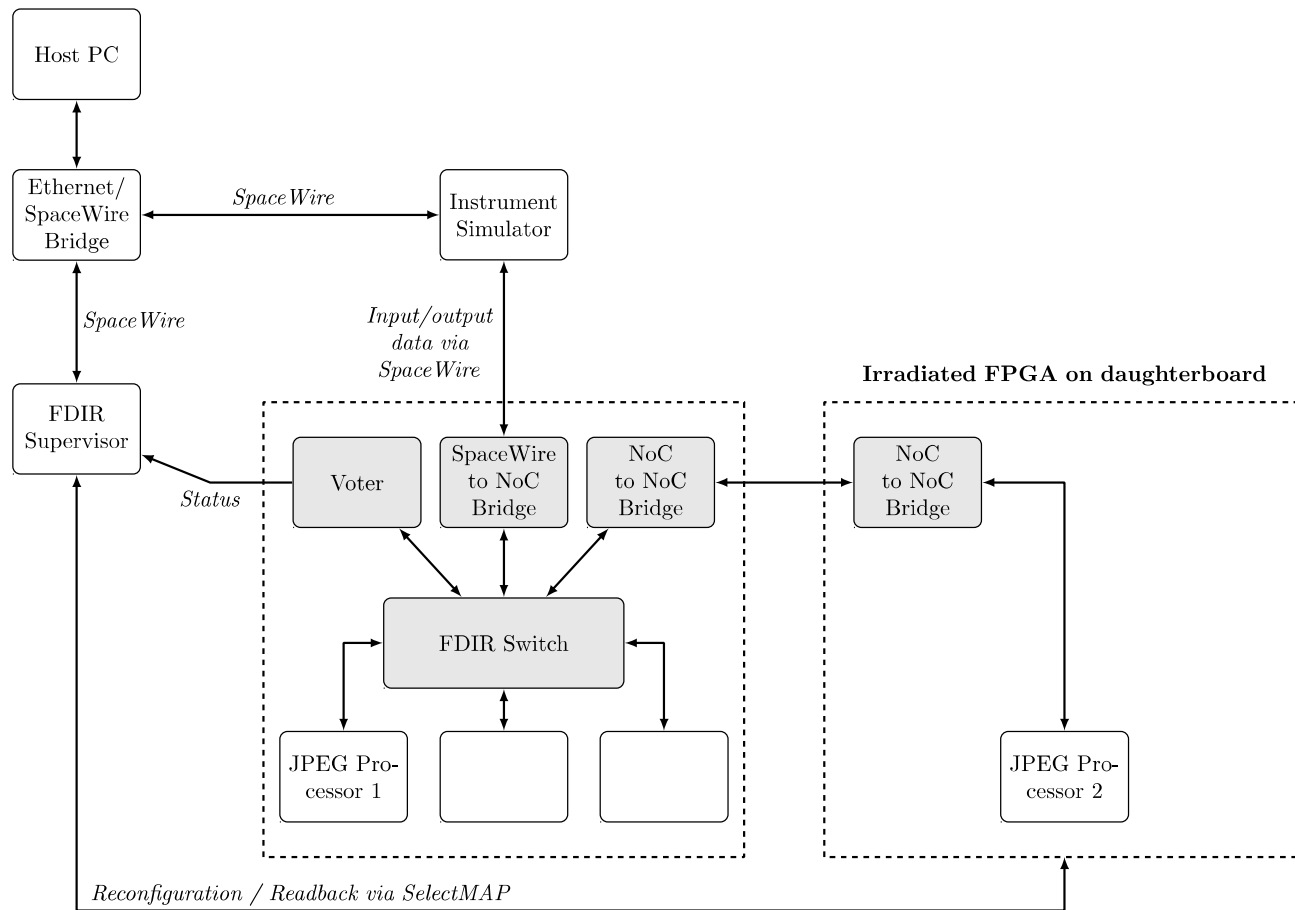 Host PC
Ethernet/
SpaceWire
Bridge
SpaceWire
Instrument
Simulator
SpaceWire
Input/output
data via
SpaceWire
Irradiated FPGA on daughterboard
FDIR
Supervisor
Status
Voter
SpaceWire
to NoC
Bridge
NoC
to NoC
Bridge
NoC
to NoC
Bridge
FDIR Switch
JPEG Pro-
cessor 1
JPEG Pro-
cessor 2
Reconfiguration / Readback via SelectMAP